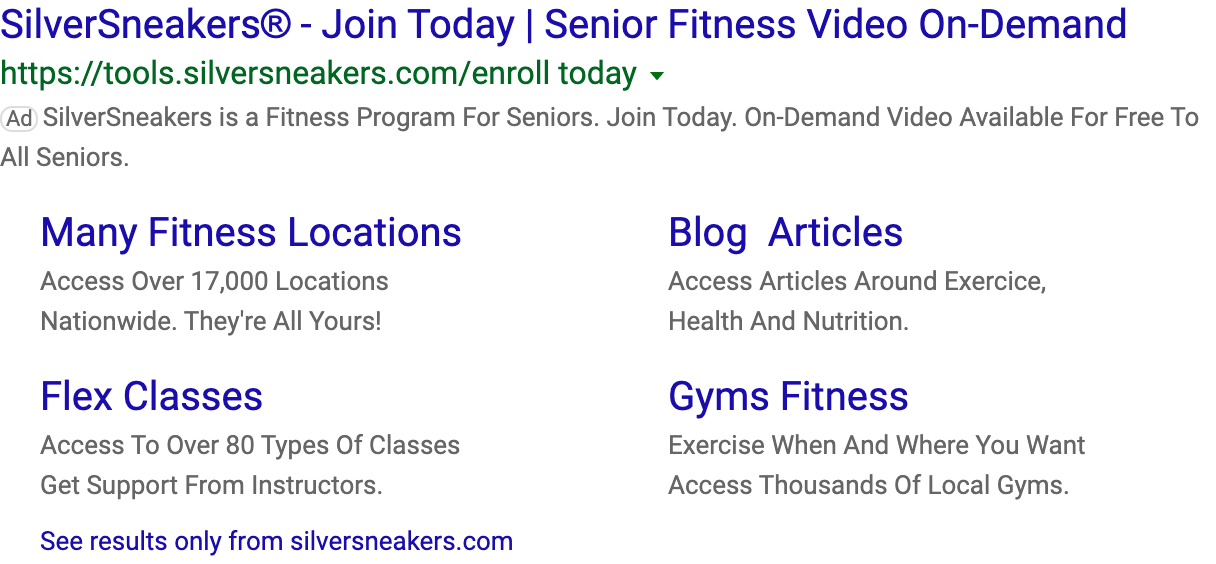 SilverSneakers® - Join Today | Senior Fitness Video On-Demand
https://tools.silversneakers.com/enroll today
Ad SilverSneakers is a Fitness Program For Seniors. Join Today. On-Demand Video Available For Free To
All Seniors.
Many Fitness Locations
Access Over 17,000 Locations
Nationwide. They're All Yours!
Blog Articles
Access Articles Around Exercice,
Health And Nutrition.
Flex Classes
Access To Over 80 Types Of Classes
Get Support From Instructors.
Gyms Fitness
Exercise When And Where You Want
Access Thousands Of Local Gyms.
See results only from silversneakers.com